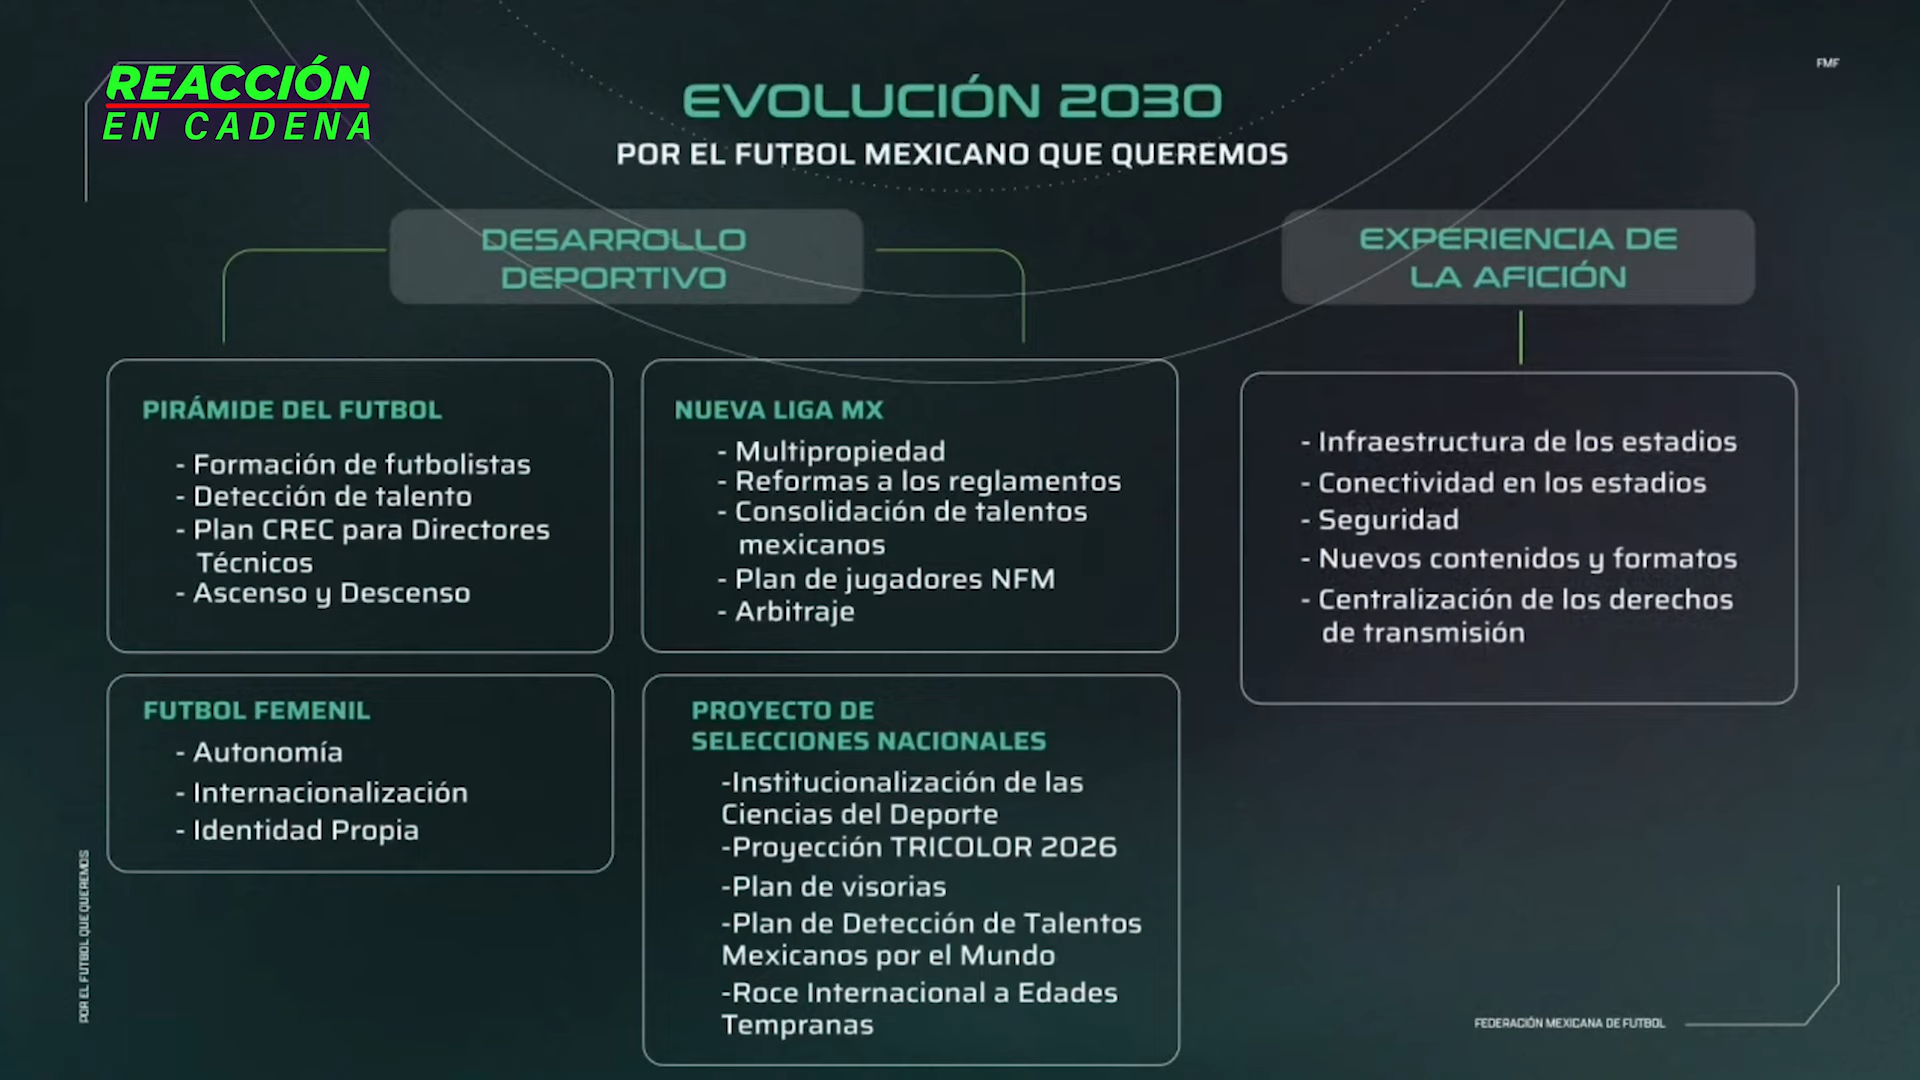 REACCIÓN
EN CADENA
FMF
EVOLUCIÓN 2030
POR EL FUTBOL MEXICANO QUE QUEREMOS
DESARROLLO
DEPORTIVO
PIRÁMIDE DEL FUTBOL
- Formación de futbolistas
- Detección de talento
- Plan CREC para Directores
Técnicos
- Ascenso y Descenso
NUEVA LIGA MX
- Multipropiedad
- Reformas a los reglamentos
- Consolidación de talentos
mexicanos
- Plan de jugadores NFM
- Arbitraje
FUTBOL FEMENIL
- Autonomía
- Internacionalización
- Identidad Propia
PROYECTO DE
SELECCIONES NACIONALES
-Institucionalización de las
Ciencias del Deporte
-Proyección TRICOLOR 2026
-Plan de visorias
-Plan de Detección de Talentos
Mexicanos por el Mundo
-Roce Internacional a Edades
Tempranas
EXPERIENCIA DE
LA AFICIÓN
- Infraestructura de los estadios
- Conectividad en los estadios
- Seguridad
- Nuevos contenidos y formatos
- Centralización de los derechos
de transmisión
POR EL FUTBOL QUE QUEREMOS
FEDERACIÓN MEXICANA DE FUTBOL